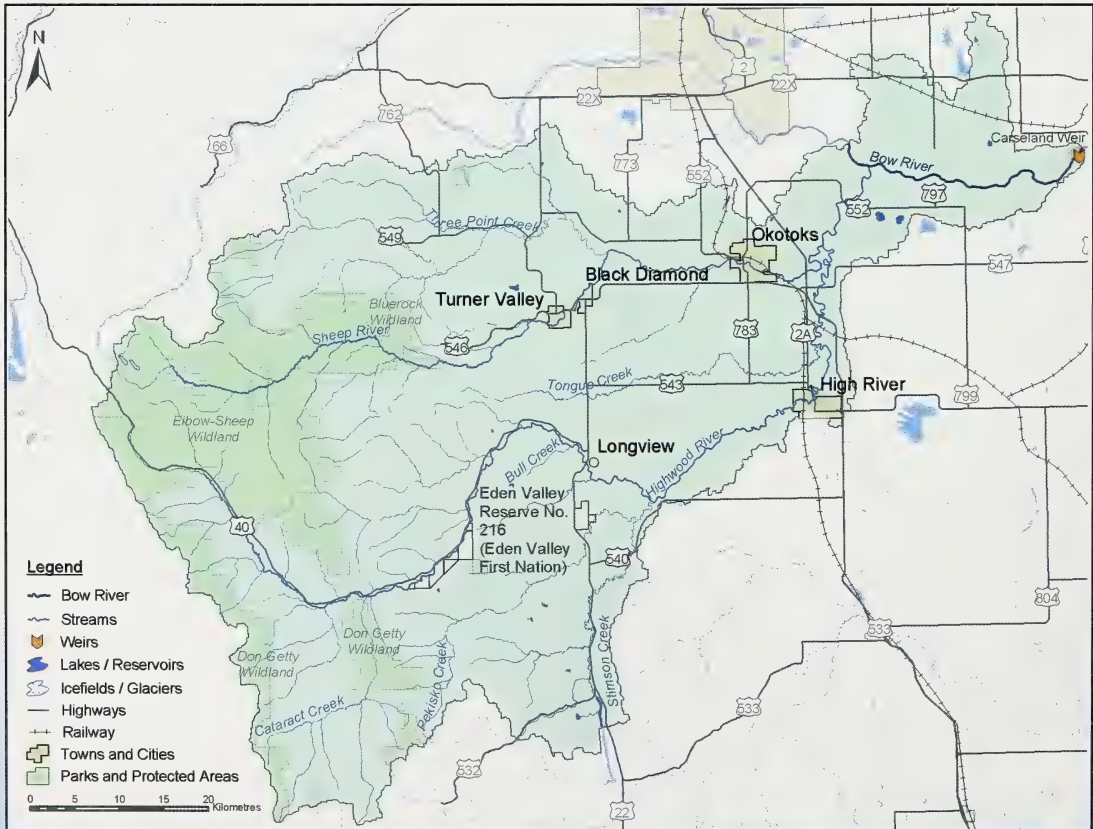 N
66
762
22X
2
22X
773
552
Carseland Weir
Bow River
797
552
Three Point Creek
549
Okotoks
547
Black Diamond
Turner Valley
Bluerock
Wildland
Sheep River
546
783
2A
Tongue Creek
543
High River
799
Elbow-Sheep
Wildland
Longview
Bull Creek
Highwood River
Eden Valley
Reserve No.
216
(Eden Valley
First Nation)
40
540
804
533
Don Getty
Wildland
Don Getty
Wildland
Pekisko Creek
Stimson Creek
Cataract Creek
533
532
22
Legend
Bow River
Streams
Weirs
Lakes / Reservoirs
Icefields / Glaciers
Highways
Railway
Towns and Cities
Parks and Protected Areas
0 5 10 15 20
Kilometres